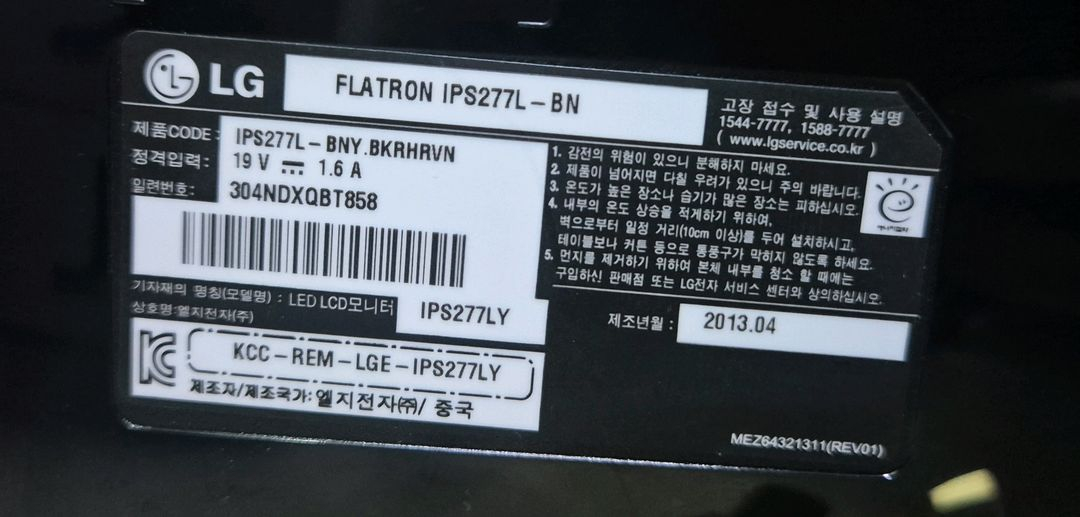 LG
FLATRON IPS277L-BN
고장 접수 및 사용 설명
1544-7777, 1588-7777
( www.lgservice.co.kr )
제품CODE : IPS277L-BNY.BKRHRVN
정격입력 : 19 V ⎓ 1.6 A
일련번호: 304NDXQBT858
1. 감전의 위험이 있으니 분해하지 마세요.
2. 제품이 넘어지면 다칠 우려가 있으니 주의 바랍니다.
3. 온도가 높은 장소나 습기가 많은 장소는 피하십시오.
4. 내부의 온도 상승을 적게하기 위하여,
벽으로부터 일정 거리(10cm 이상)를 두어 설치하시고,
테이블보나 커튼 등으로 통풍구가 막히지 않도록 하세요.
5. 먼지를 제거하기 위하여 본체 내부를 청소 할 때에는
구입하신 판매점 또는 LG전자 서비스 센터와 상의하십시오.
에너지절약
기자재의 명칭(모델명) : LED LCD모니터 IPS277LY
상호명:엘지전자(주)
제조년월 : 2013.04
KCC-REM-LGE-IPS277LY
제조자/제조국가: 엘지전자㈜/ 중국
MEZ64321311(REV01)